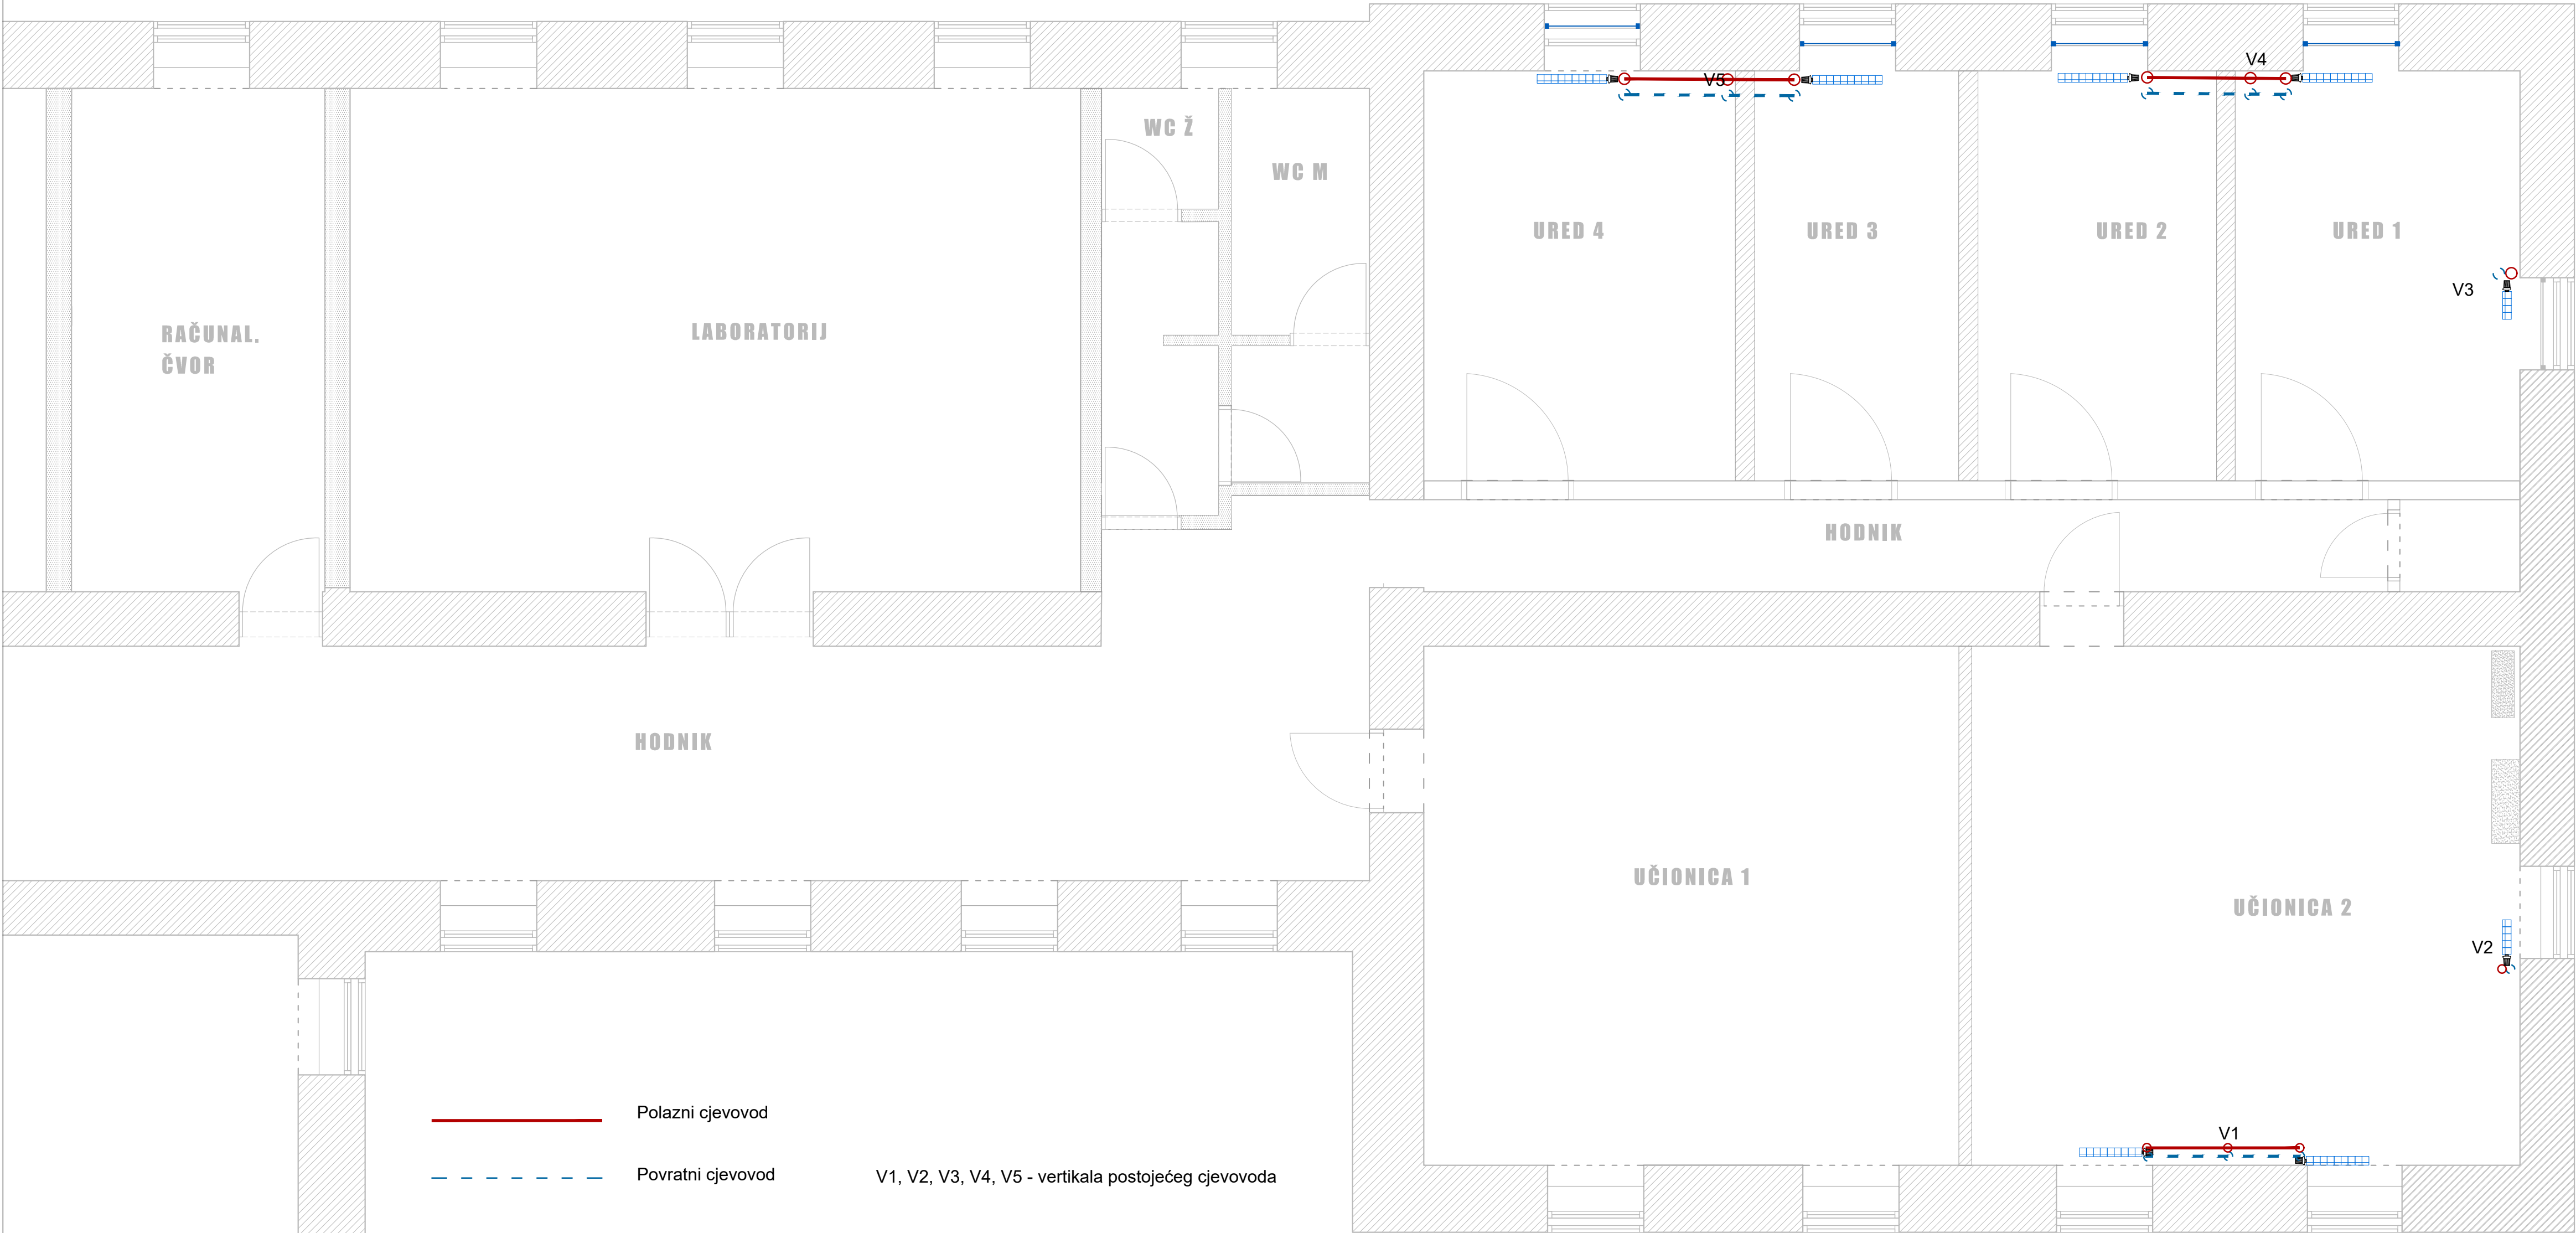 V4
V5
WC Ž
WC M
URED 4
URED 3
URED 2
URED 1
V3
RAČUNAL.
ČVOR
LABORATORIJ
HODNIK
HODNIK
UČIONICA 1
UČIONICA 2
V2
V1
Polazni cjevovod
Povratni cjevovod
V1, V2, V3, V4, V5 - vertikala postojećeg cjevovoda